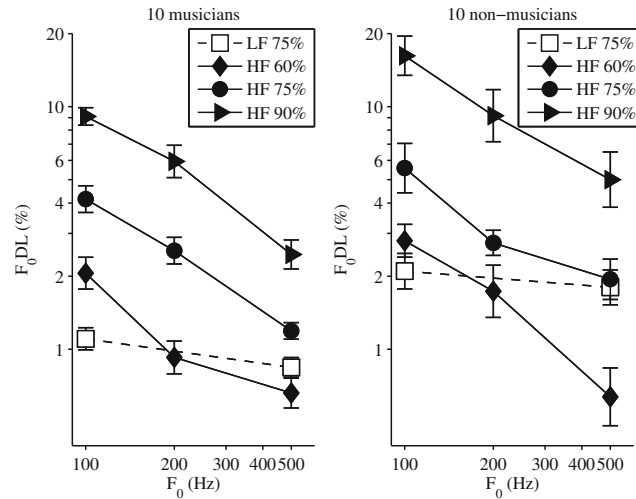 10 musicians
20
10
6
4
2
1
F0DL (%)
100
200
300
400
500
F0 (Hz)
LF 75%
HF 60%
HF 75%
HF 90%
10 non-musicians
20
10
6
4
2
1
F0DL (%)
100
200
300
400
500
F0 (Hz)
LF 75%
HF 60%
HF 75%
HF 90%